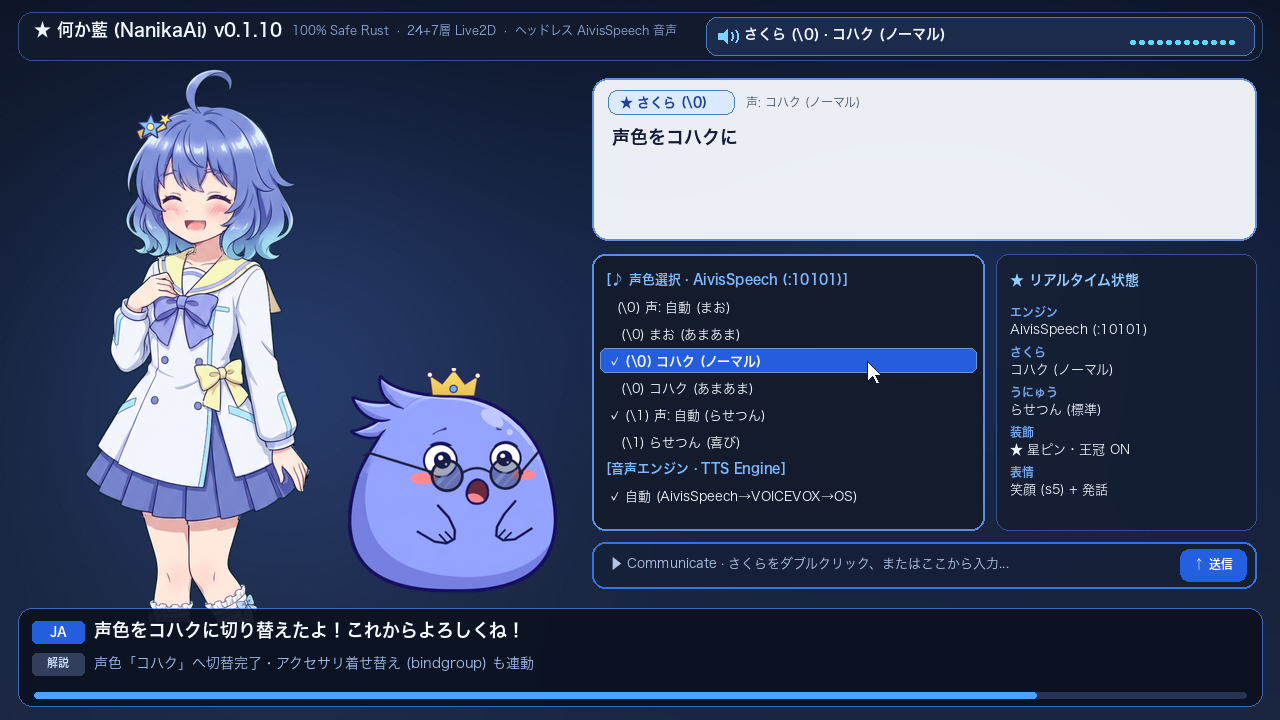 ★ 何か藍 (NanikaAi) v0.1.10 100% Safe Rust · 24+7層 Live2D · ヘッドレス AivisSpeech 音声
さくら (\0) · コハク (ノーマル)
★ さくら (\0) 声: コハク (ノーマル)
声色をコハクに
[♪ 声色選択 · AivisSpeech (:10101)]
(\0) 声: 自動 (まお)
(\0) まお (あまあま)
✓ (\0) コハク (ノーマル)
(\0) コハク (あまあま)
✓ (\1) 声: 自動 (らせつん)
(\1) らせつん (喜び)
[音声エンジン · TTS Engine]
✓ 自動 (AivisSpeech→VOICEVOX→OS)
★ リアルタイム状態
エンジン
AivisSpeech (:10101)
さくら
コハク (ノーマル)
うにゅう
らせつん (標準)
装飾
★ 星ピン・王冠 ON
表情
笑顔 (s5) + 発話
▶ Communicate · さくらをダブルクリック、またはここから入力...
↑ 送信
JA 声色をコハクに切り替えたよ！これからよろしくね！
解説 声色「コハク」へ切替完了・アクセサリ着せ替え (bindgroup) も連動